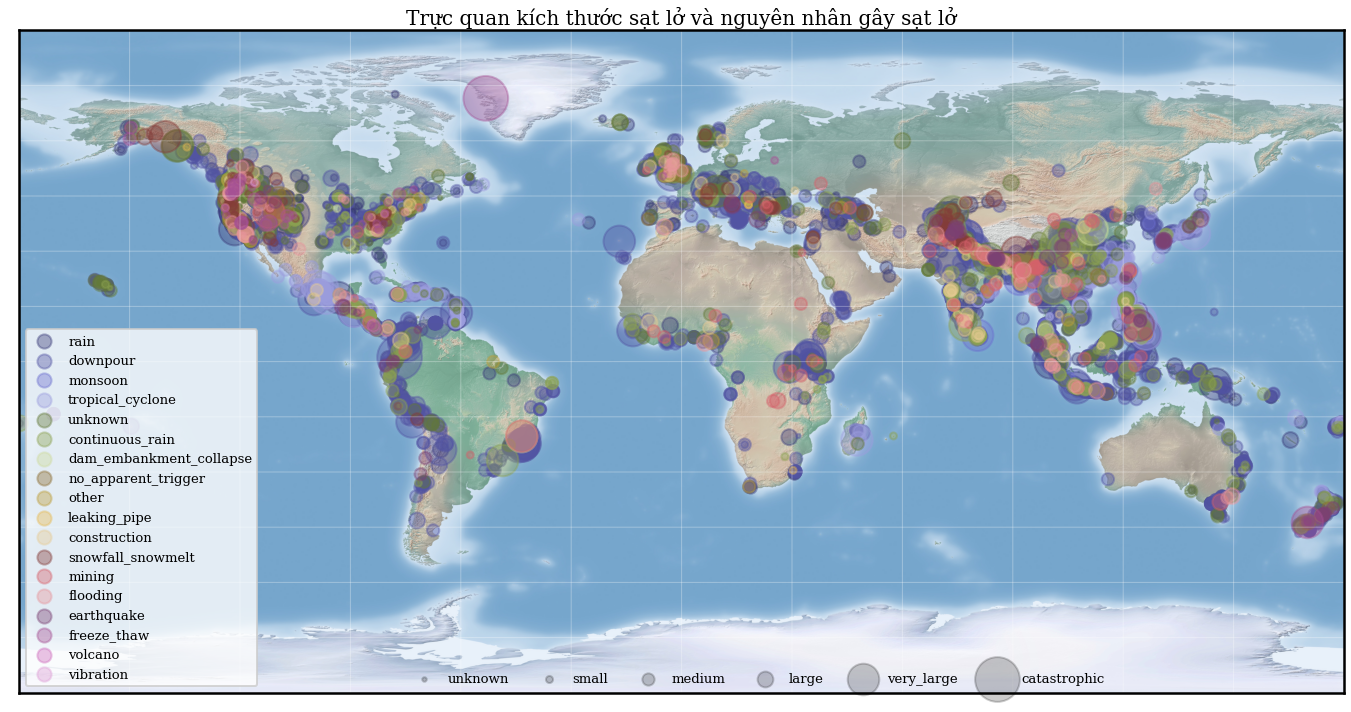 Trực quan kích thước sạt lở và nguyên nhân gây sạt lở
rain
downpour
monsoon
tropical_cyclone
unknown
continuous_rain
dam_embankment_collapse
no_apparent_trigger
other
leaking_pipe
construction
snowfall_snowmelt
mining
flooding
earthquake
freeze_thaw
volcano
vibration
unknown small medium large very_large catastrophic